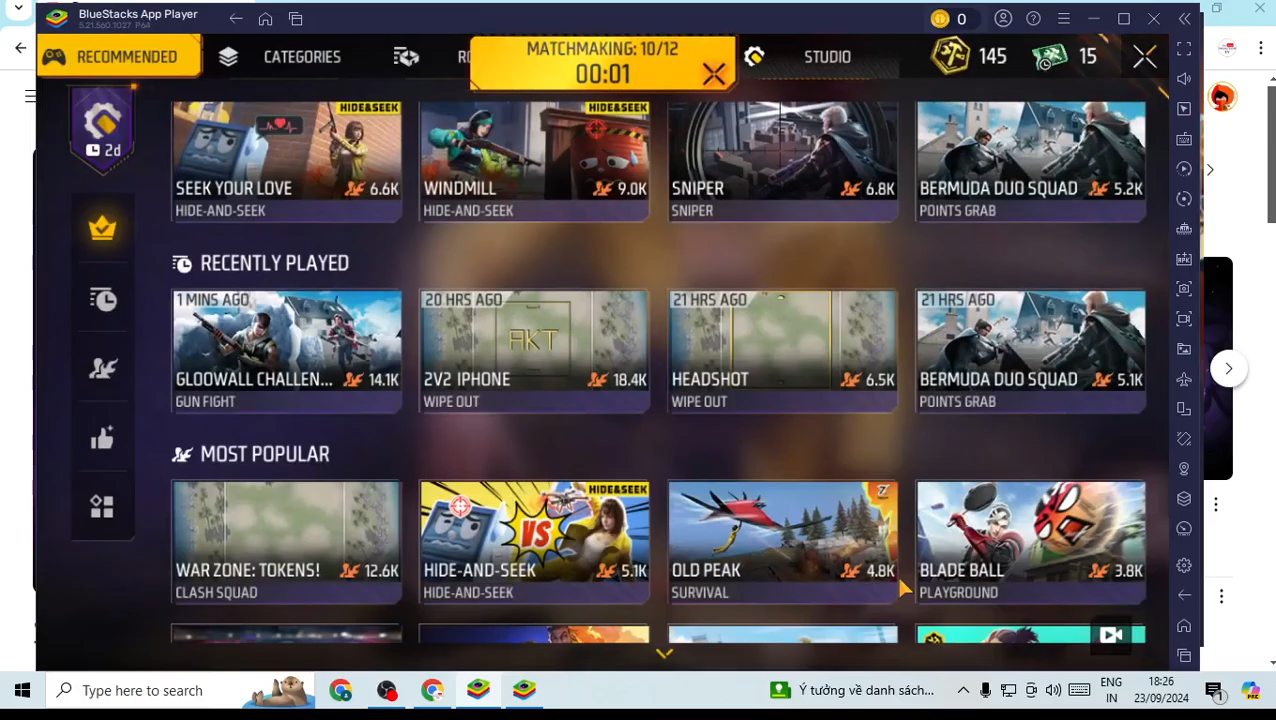 BlueStacks App Player
5.21.560.1027 P64
0
RECOMMENDED
CATEGORIES
MATCHMAKING: 10/12
00:01
STUDIO
145
15
2d
HIDE&SEEK
SEEK YOUR LOVE
6.6K
HIDE-AND-SEEK
HIDE&SEEK
WINDMILL
9.0K
HIDE-AND-SEEK
SNIPER
6.8K
SNIPER
BERMUDA DUO SQUAD
5.2K
POINTS GRAB
RECENTLY PLAYED
1 MINS AGO
GLOOWALL CHALLEN...
14.1K
GUN FIGHT
20 HRS AGO
AKT
2V2 IPHONE
18.4K
WIPE OUT
21 HRS AGO
HEADSHOT
6.5K
WIPE OUT
21 HRS AGO
BERMUDA DUO SQUAD
5.1K
POINTS GRAB
MOST POPULAR
WAR ZONE: TOKENS!
12.6K
CLASH SQUAD
HIDE&SEEK
VS
HIDE-AND-SEEK
5.1K
HIDE-AND-SEEK
Z
OLD PEAK
4.8K
SURVIVAL
BLADE BALL
3.8K
PLAYGROUND
Type here to search
Ý tưởng về danh sách...
ENG
IN
18:26
23/09/2024